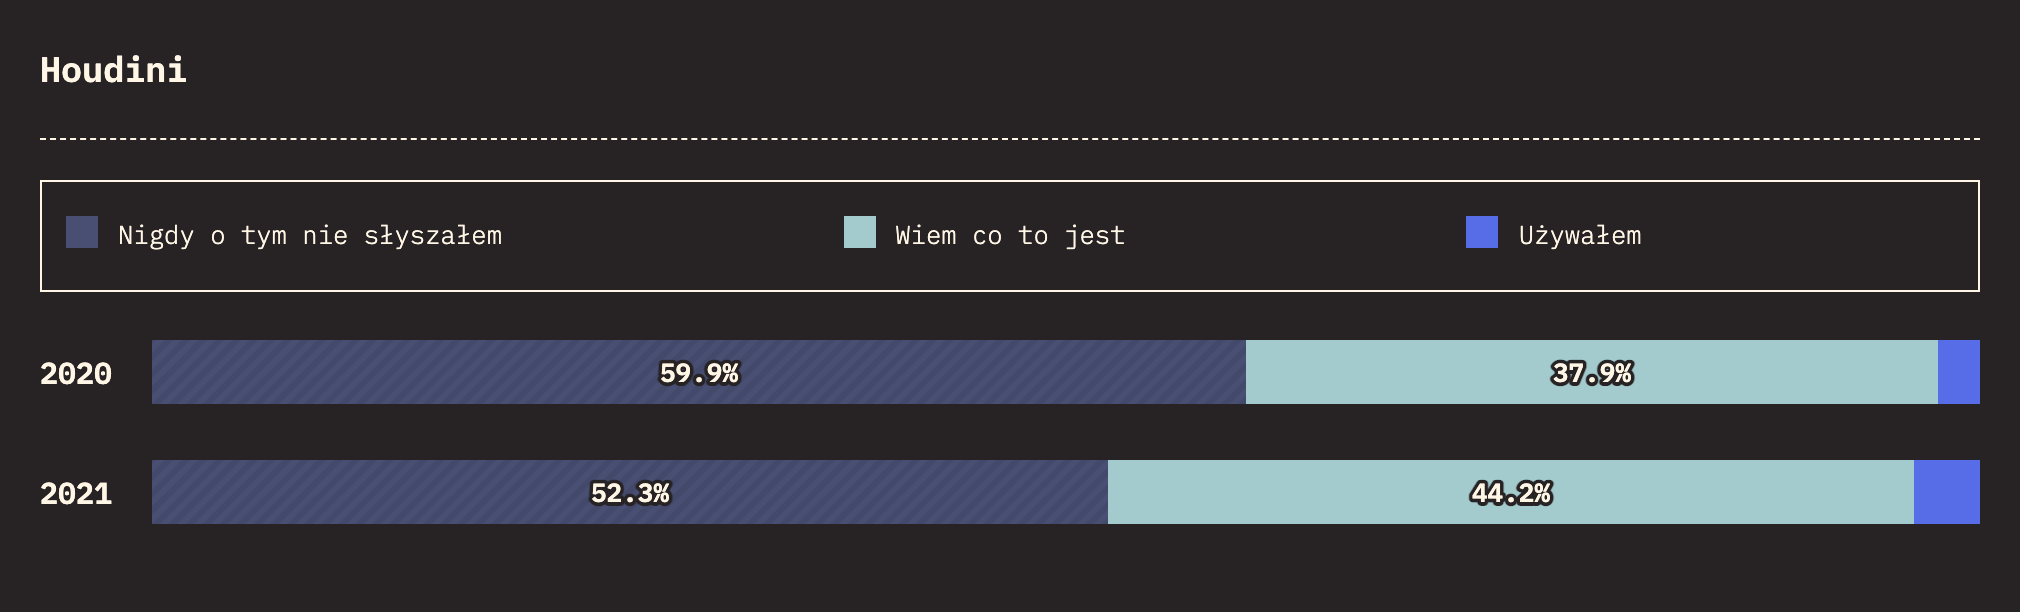 Houdini
Nigdy o tym nie słyszałem Wiem co to jest Używałem
2020 59.9% 37.9%
2021 52.3% 44.2%